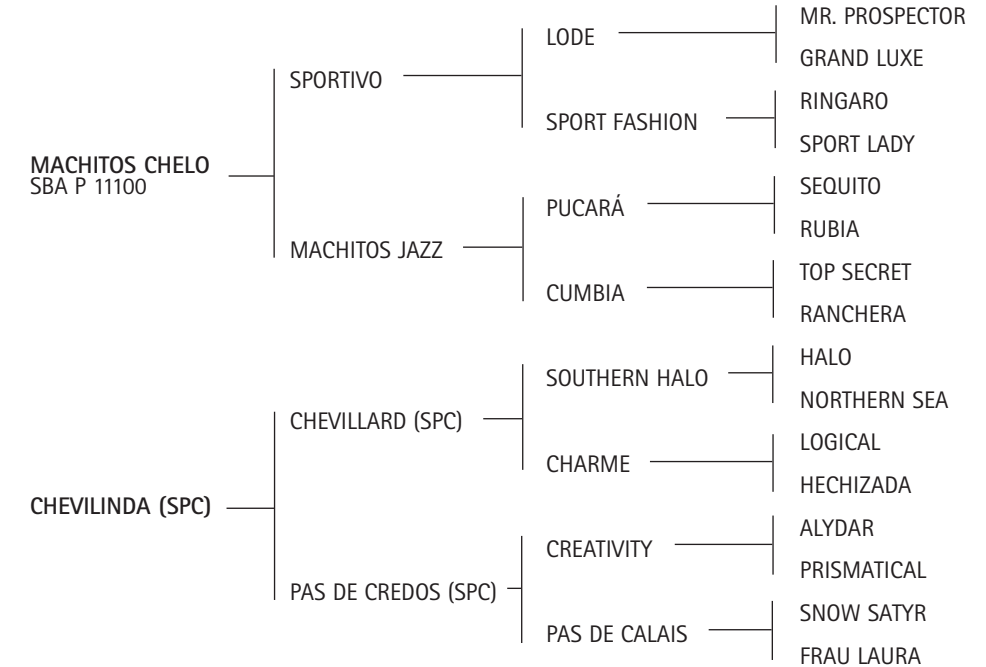 MR. PROSPECTOR
LODE
GRAND LUXE
SPORTIVO
RINGARO
SPORT FASHION
SPORT LADY
MACHITOS CHELO
SBA P 11100
SEQUITO
PUCARÁ
RUBIA
MACHITOS JAZZ
TOP SECRET
CUMBIA
RANCHERA
HALO
SOUTHERN HALO
NORTHERN SEA
CHEVILLARD (SPC)
LOGICAL
CHARME
HECHIZADA
CHEVILINDA (SPC)
ALYDAR
CREATIVITY
PRISMATICAL
PAS DE CREDOS (SPC)
SNOW SATYR
PAS DE CALAIS
FRAU LAURA